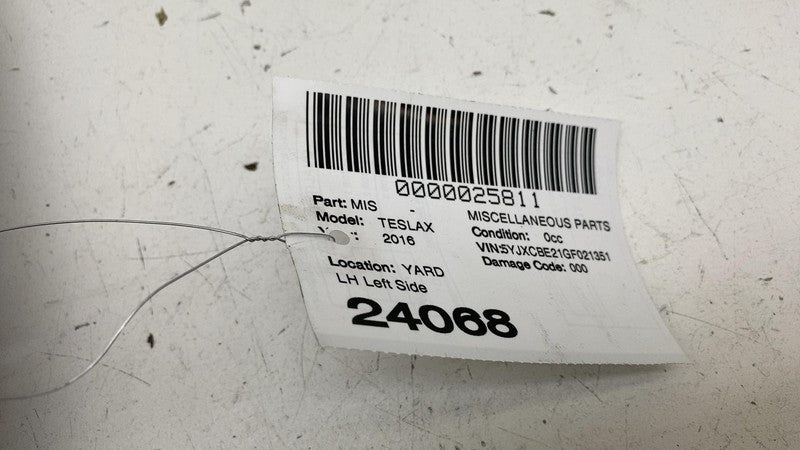 0000025811
Part: MIS - MISCELLANEOUS PARTS
Model: TESLAX Condition: 0cc
2016 VIN:5YJXCBE21GF021351
Location: YARD Damage Code: 000
LH Left Side
24068